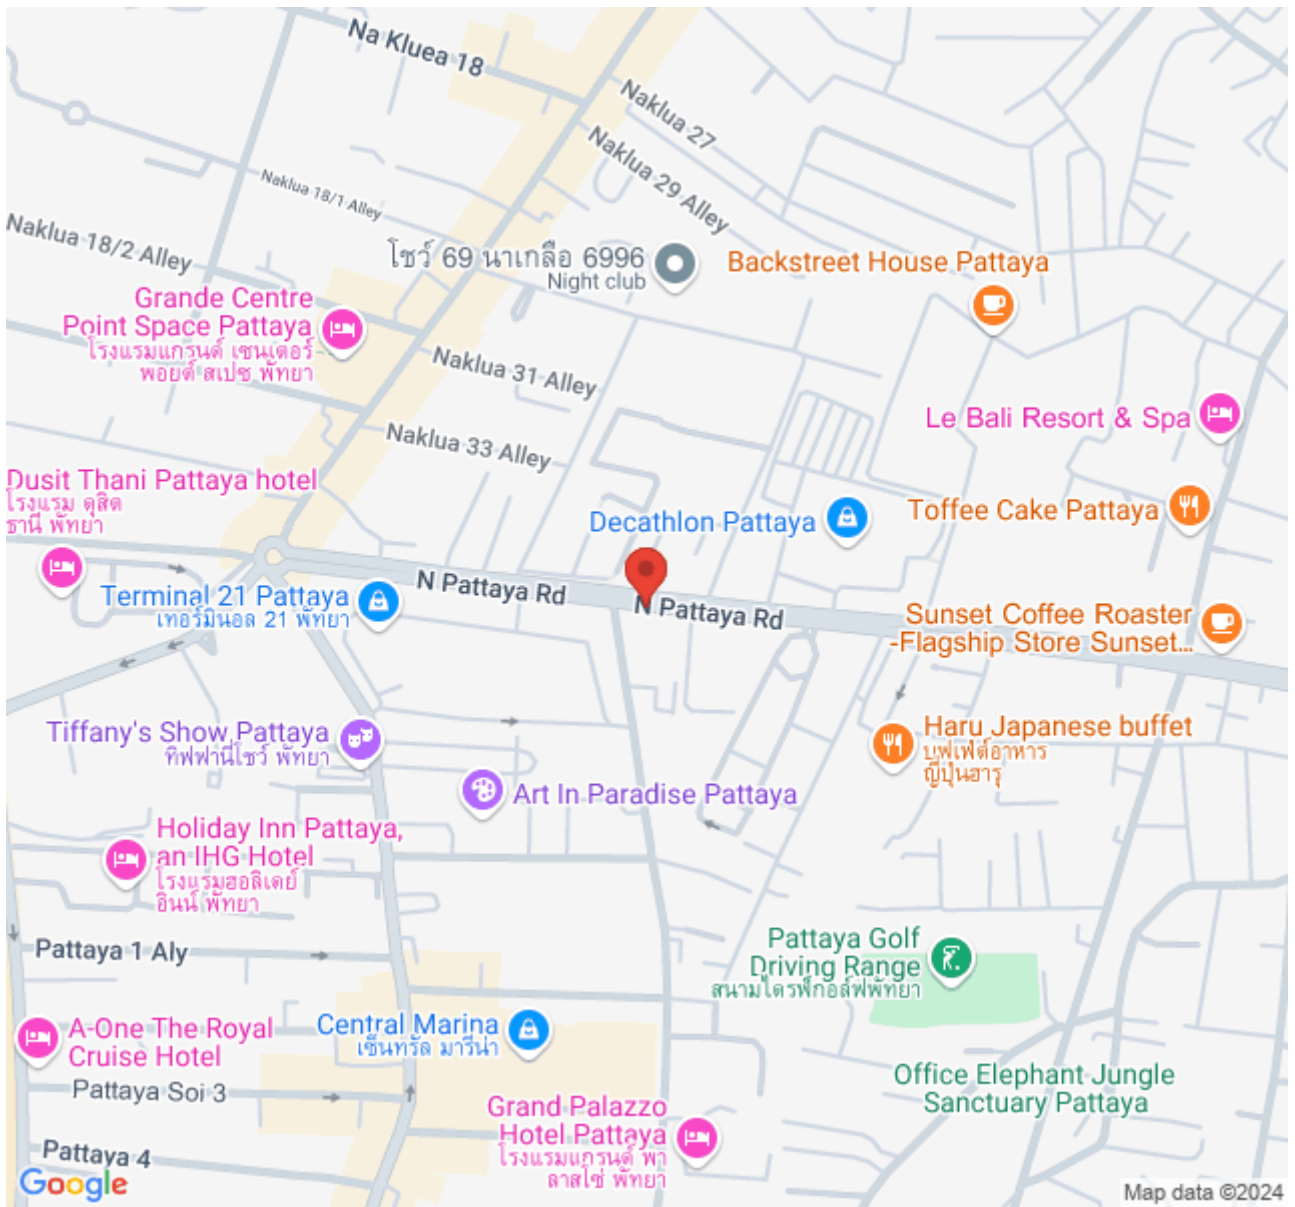 Na Kluea 18
Naklua 27
Naklua 29 Alley
Naklua 18/1 Alley
Naklua 18/2 Alley
โชว์ 69 นาเกลือ 6996
Night club
Backstreet House Pattaya
Grande Centre
Point Space Pattaya
โรงแรมแกรนด์ เซนเตอร์
พอยต์ สเปซ พัทยา
Naklua 31 Alley
Le Bali Resort & Spa
Naklua 33 Alley
Dusit Thani Pattaya hotel
โรงแรม ดุสิต
ธานี พัทยา
Decathlon Pattaya
Toffee Cake Pattaya
N Pattaya Rd
N Pattaya Rd
Terminal 21 Pattaya
เทอร์มินอล 21 พัทยา
Sunset Coffee Roaster
-Flagship Store Sunset...
Tiffany's Show Pattaya
ทิฟฟานี่โชว์ พัทยา
Haru Japanese buffet
บุฟเฟ่ต์อาหาร
ญี่ปุ่นฮารุ
Art In Paradise Pattaya
Holiday Inn Pattaya,
an IHG Hotel
โรงแรมฮอลิเดย์
อินน์ พัทยา
Pattaya 1 Aly
Pattaya Golf
Driving Range
สนามไดรฟ์กอล์ฟพัทยา
A-One The Royal
Cruise Hotel
Central Marina
เซ็นทรัล มารีน่า
Pattaya Soi 3
Office Elephant Jungle
Sanctuary Pattaya
Grand Palazzo
Hotel Pattaya
โรงแรมแกรนด์ พา
ลาสโซ่ พัทยา
Pattaya 4
Google
Map data ©2024